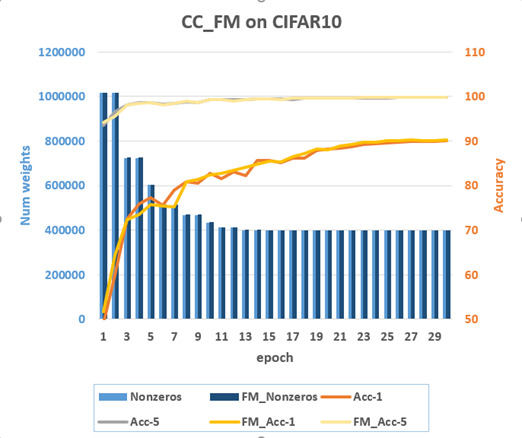 CC_FM on CIFAR10
1200000
1000000
800000
600000
400000
200000
0
Num weights
110
100
90
80
70
60
50
Accuracy
1 3 5 7 9 11 13 15 17 19 21 23 25 27 29
epoch
Nonzeros FM_Nonzeros Acc-1
Acc-5 FM_Acc-1 FM_Acc-5